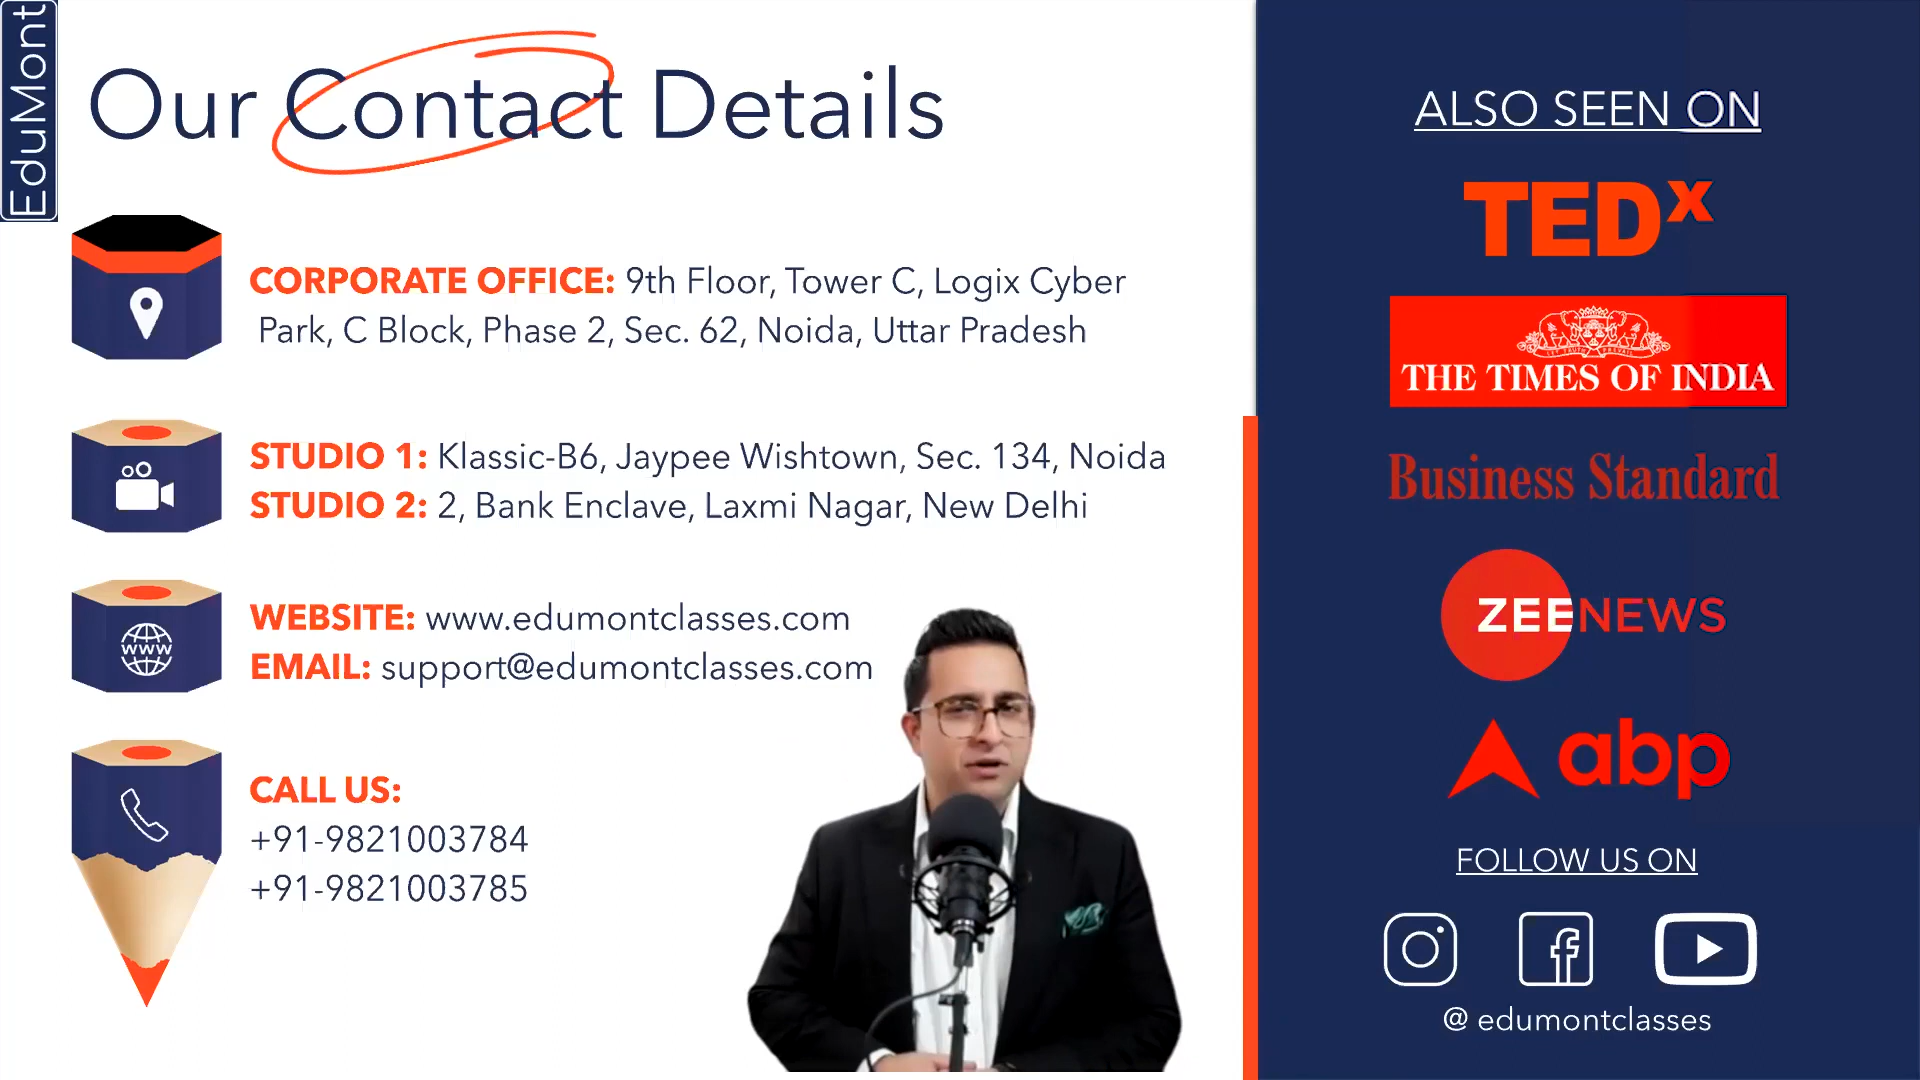 EduMont
Our Contact Details
CORPORATE OFFICE: 9th Floor, Tower C, Logix Cyber
Park, C Block, Phase 2, Sec. 62, Noida, Uttar Pradesh
STUDIO 1: Klassic-B6, Jaypee Wishtown, Sec. 134, Noida
STUDIO 2: 2, Bank Enclave, Laxmi Nagar, New Delhi
www
WEBSITE: www.edumontclasses.com
EMAIL: support@edumontclasses.com
CALL US:
+91-9821003784
+91-9821003785
ALSO SEEN ON
TEDx
THE TIMES OF INDIA
Business Standard
ZEENEWS
abp
FOLLOW US ON
@ edumontclasses